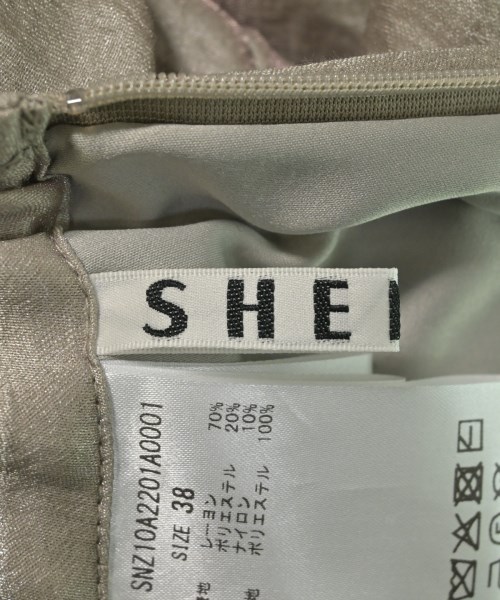 SHEI
SNZ10A2201A0001
SIZE 38
レーヨン 70%
ポリエステル 20%
ナイロン 10%
ポリエステル 100%